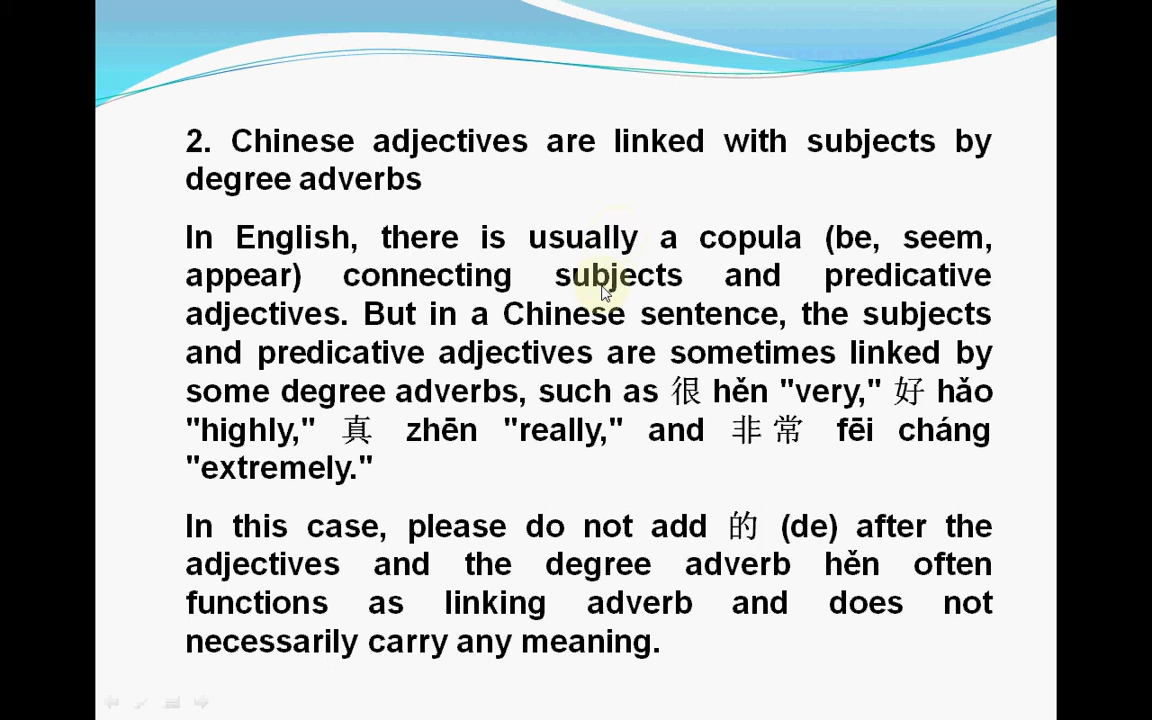 2. Chinese adjectives are linked with subjects by
degree adverbs
In English, there is usually a copula (be, seem,
appear) connecting subjects and predicative
adjectives. But in a Chinese sentence, the subjects
and predicative adjectives are sometimes linked by
some degree adverbs, such as 很 hěn "very," 好 hǎo
"highly," 真 zhēn "really," and 非常 fēi cháng
"extremely."
In this case, please do not add 的 (de) after the
adjectives and the degree adverb hěn often
functions as linking adverb and does not
necessarily carry any meaning.